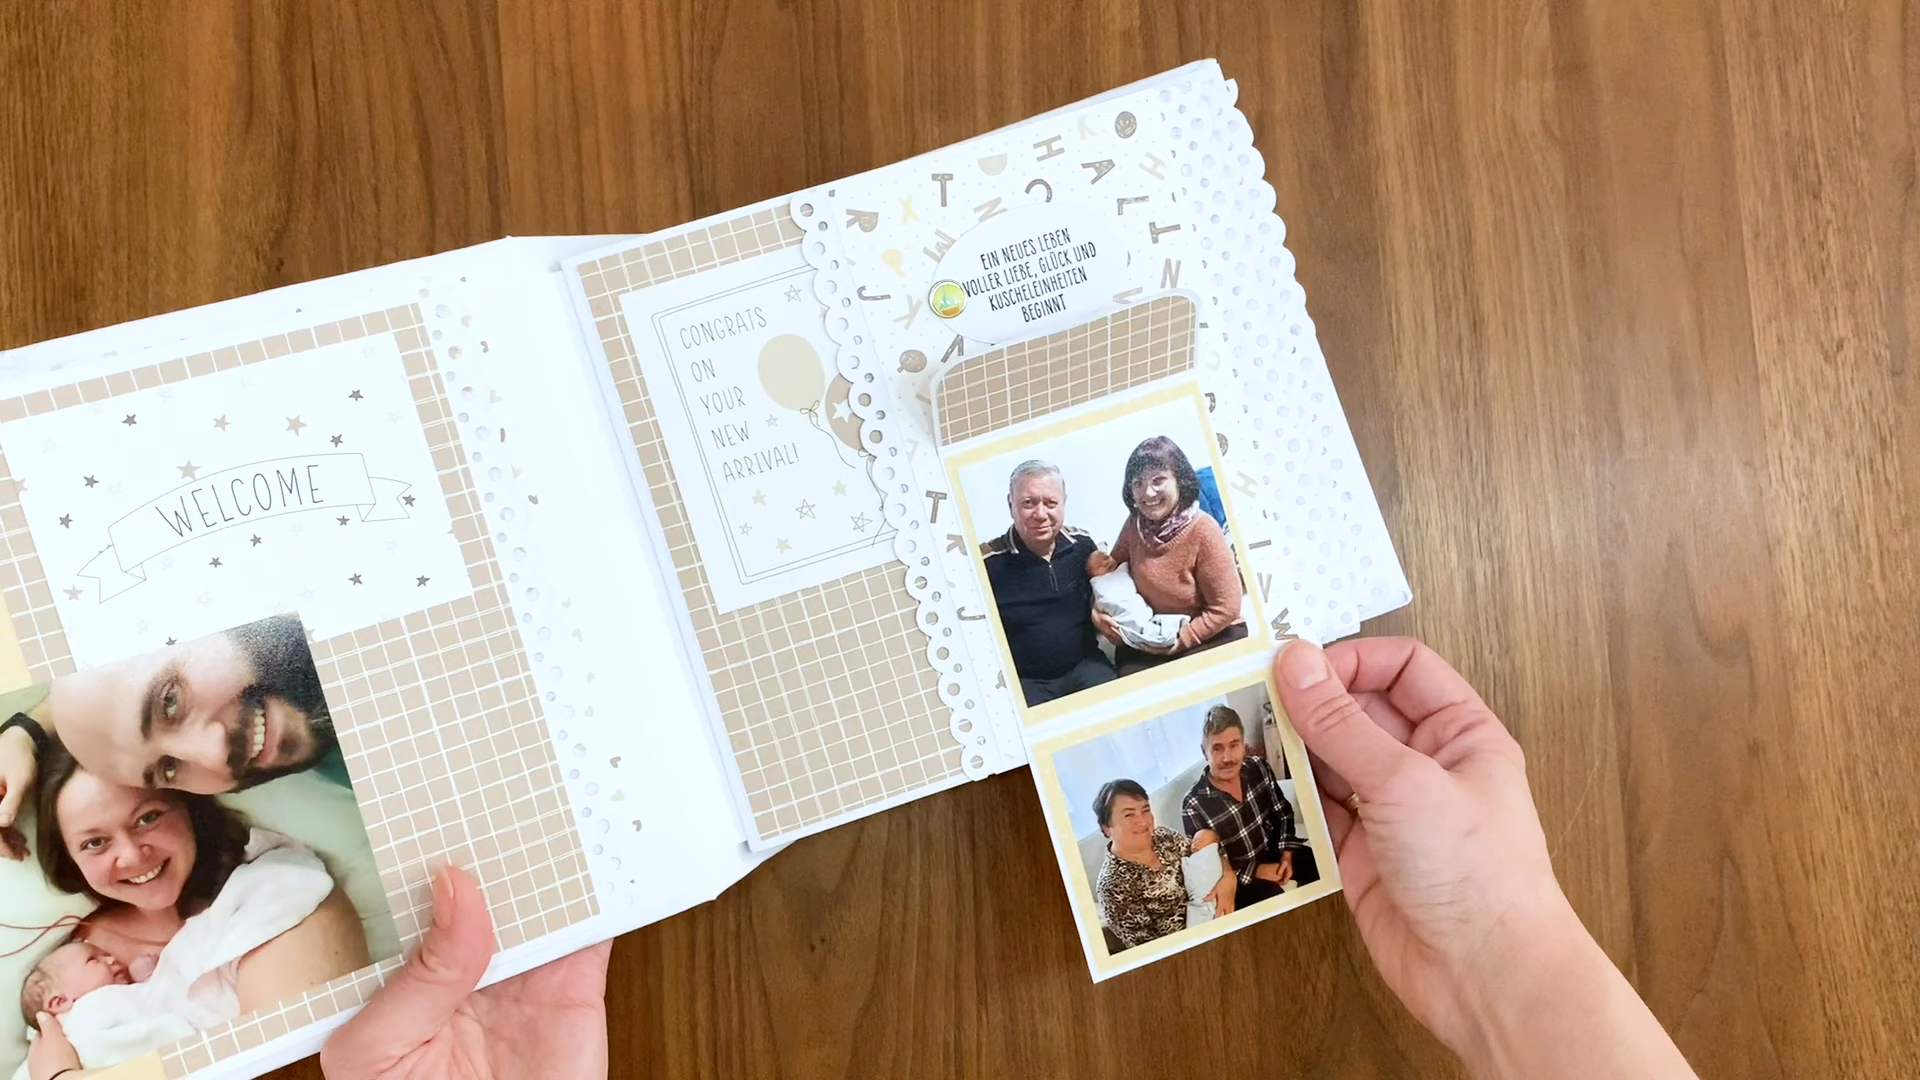 WELCOME
CONGRATS
ON
YOUR
NEW
ARRIVAL!
EIN NEUES LEBEN
VOLLER LIEBE, GLÜCK UND
KUSCHELEINHEITEN
BEGINNT